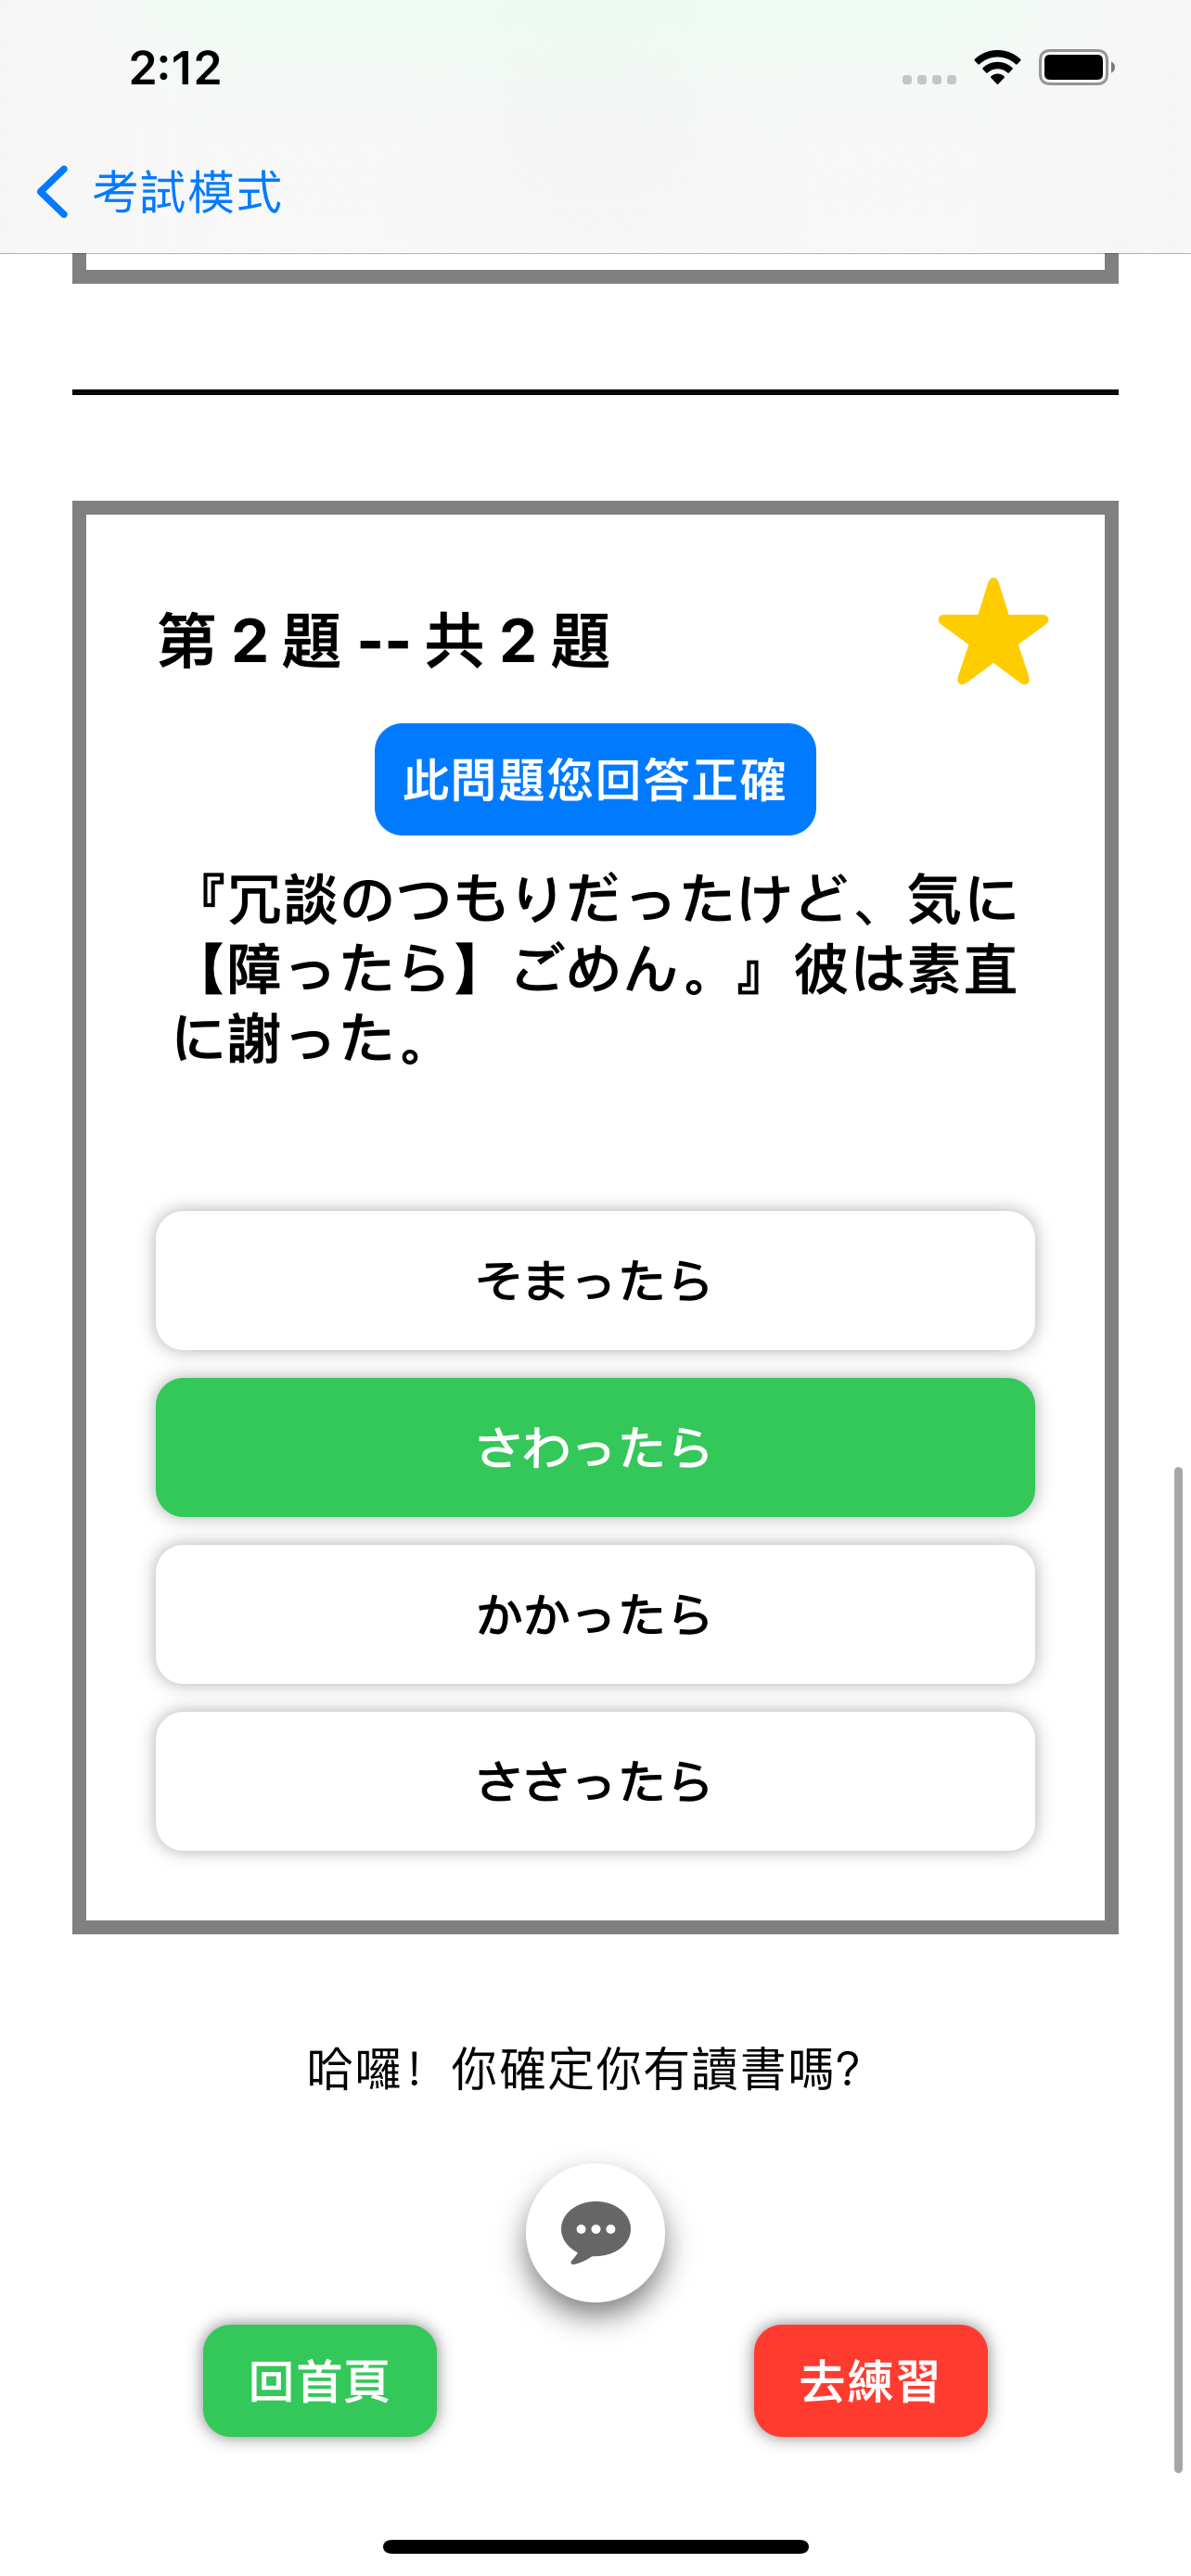 2:12
考試模式
第 2 題 -- 共 2 題
此問題您回答正確
『冗談のつもりだったけど、気に
【障ったら】ごめん。』彼は素直
に謝った。
そまったら
さわったら
かかったら
ささったら
哈囉！你確定你有讀書嗎?
回首頁
去練習